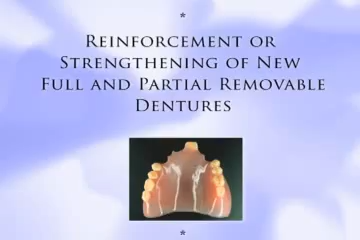 *
Reinforcement or
Strengthening of New
Full and Partial Removable
Dentures
*